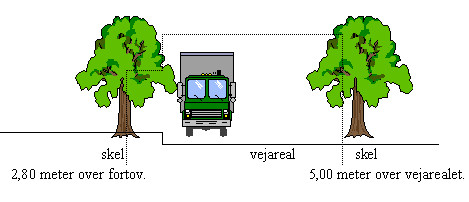 skel vejareal skel
2,80 meter over fortov. 5,00 meter over vejarealet.